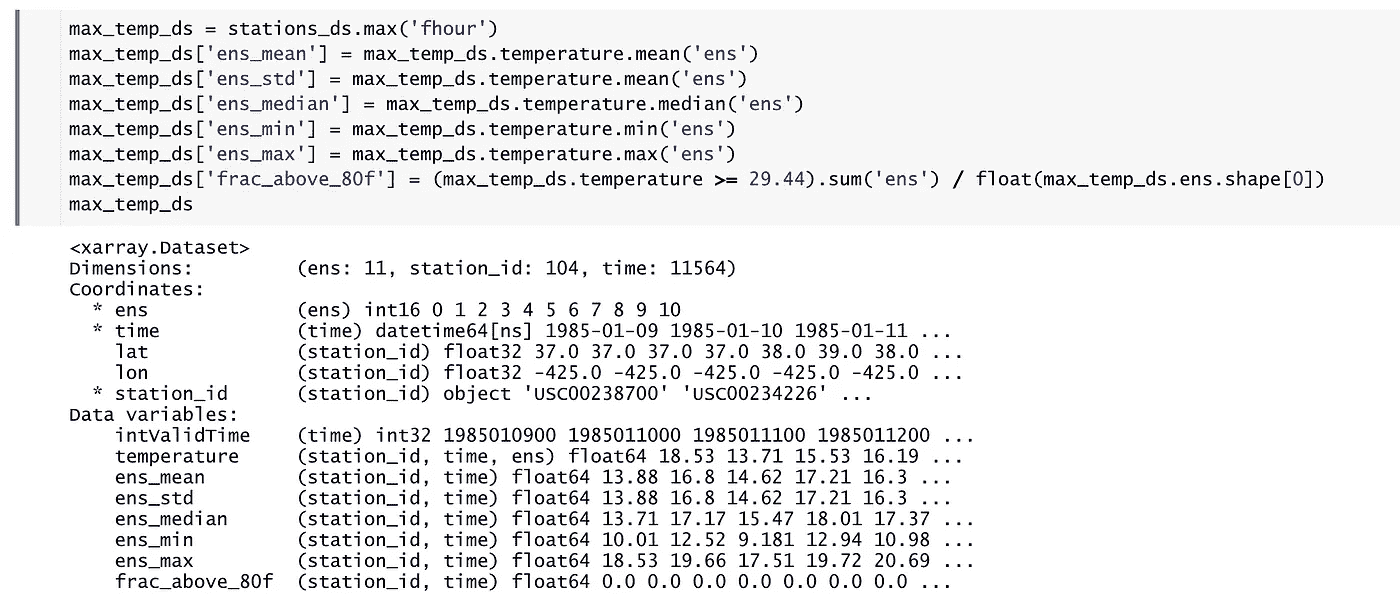 max_temp_ds = stations_ds.max('fhour')
max_temp_ds['ens_mean'] = max_temp_ds.temperature.mean('ens')
max_temp_ds['ens_std'] = max_temp_ds.temperature.mean('ens')
max_temp_ds['ens_median'] = max_temp_ds.temperature.median('ens')
max_temp_ds['ens_min'] = max_temp_ds.temperature.min('ens')
max_temp_ds['ens_max'] = max_temp_ds.temperature.max('ens')
max_temp_ds['frac_above_80f'] = (max_temp_ds.temperature >= 29.44).sum('ens') / float(max_temp_ds.ens.shape[0])
max_temp_ds
<xarray.Dataset>
Dimensions: (ens: 11, station_id: 104, time: 11564)
Coordinates:
* ens (ens) int16 0 1 2 3 4 5 6 7 8 9 10
* time (time) datetime64[ns] 1985-01-09 1985-01-10 1985-01-11 ...
lat (station_id) float32 37.0 37.0 37.0 37.0 38.0 39.0 38.0 ...
lon (station_id) float32 -425.0 -425.0 -425.0 -425.0 -425.0 ...
* station_id (station_id) object 'USC00238700' 'USC00234226' ...
Data variables:
intValidTime (time) int32 1985010900 1985011000 1985011100 1985011200 ...
temperature (station_id, time, ens) float64 18.53 13.71 15.53 16.19 ...
ens_mean (station_id, time) float64 13.88 16.8 14.62 17.21 16.3 ...
ens_std (station_id, time) float64 13.88 16.8 14.62 17.21 16.3 ...
ens_median (station_id, time) float64 13.71 17.17 15.47 18.01 17.37 ...
ens_min (station_id, time) float64 10.01 12.52 9.181 12.94 10.98 ...
ens_max (station_id, time) float64 18.53 19.66 17.51 19.72 20.69 ...
frac_above_80f (station_id, time) float64 0.0 0.0 0.0 0.0 0.0 0.0 0.0 ...